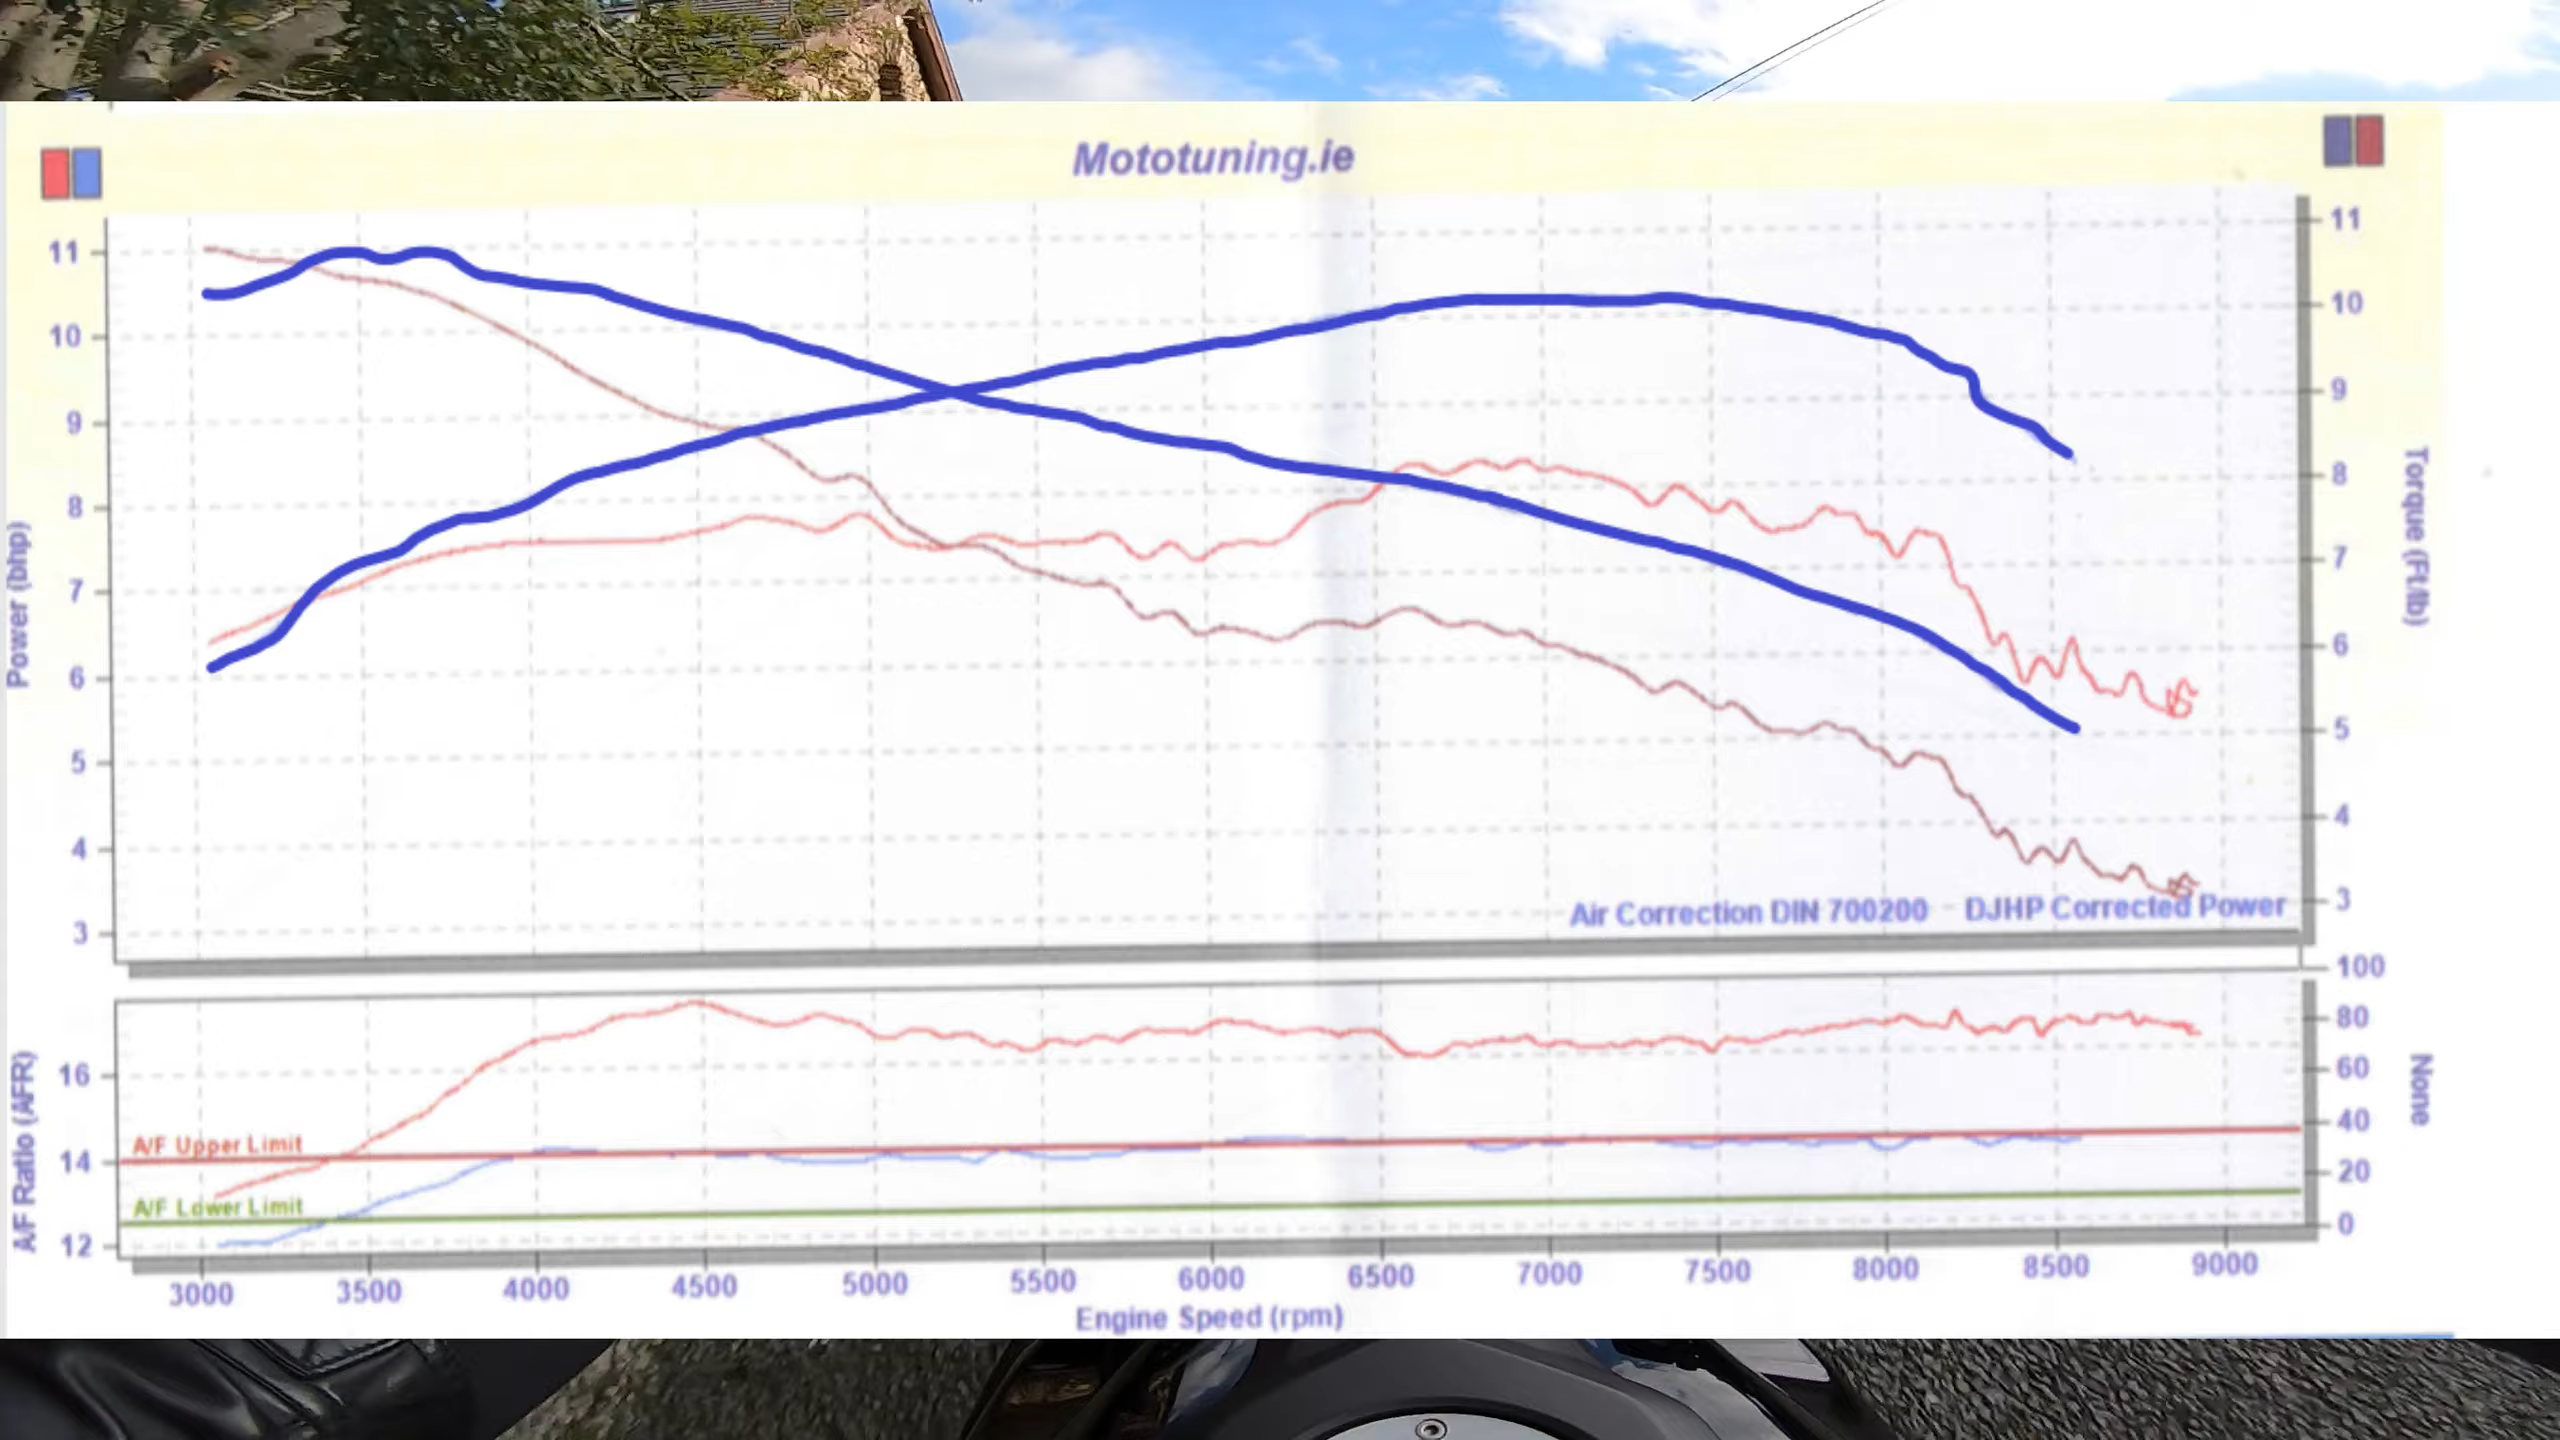 Mototuning.ie
Power (bhp)
11
10
9
8
7
6
5
4
3
11
10
9
8
7
6
5
4
3
Torque (Ft/lb)
Air Correction DIN 700200 DJHP Corrected Power
A/F Ratio (AFR)
16
14
12
A/F Upper Limit
A/F Lower Limit
100
80
60
40
20
0
None
3000 3500 4000 4500 5000 5500 6000 6500 7000 7500 8000 8500 9000
Engine Speed (rpm)